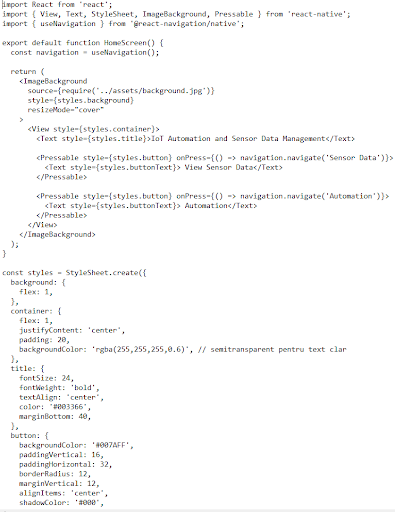 import React from 'react';
import { View, Text, StyleSheet, ImageBackground, Pressable } from 'react-native';
import { useNavigation } from '@react-navigation/native';

export default function HomeScreen() {
  const navigation = useNavigation();

  return (
    <ImageBackground
      source={require('../assets/background.jpg')}
      style={styles.background}
      resizeMode="cover"
    >
      <View style={styles.container}>
        <Text style={styles.title}>IoT Automation and Sensor Data Management</Text>

        <Pressable style={styles.button} onPress={() => navigation.navigate('Sensor Data')}>
          <Text style={styles.buttonText}> View Sensor Data</Text>
        </Pressable>

        <Pressable style={styles.button} onPress={() => navigation.navigate('Automation')}>
          <Text style={styles.buttonText}> Automation</Text>
        </Pressable>
      </View>
    </ImageBackground>
  );
}

const styles = StyleSheet.create({
  background: {
    flex: 1,
  },
  container: {
    flex: 1,
    justifyContent: 'center',
    padding: 20,
    backgroundColor: 'rgba(255,255,255,0.6)', // semitransparent pentru text clar
  },
  title: {
    fontSize: 24,
    fontWeight: 'bold',
    textAlign: 'center',
    color: '#003366',
    marginBottom: 40,
  },
  button: {
    backgroundColor: '#007AFF',
    paddingVertical: 16,
    paddingHorizontal: 32,
    borderRadius: 12,
    marginVertical: 12,
    alignItems: 'center',
    shadowColor: '#000',